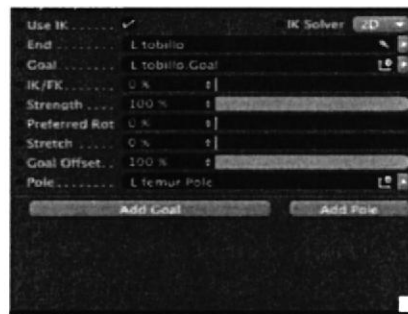 Use IK....... IK Solver 2D
End......... L tobillo
Goal........ L tobillo.Goal
IK/FK....... 0 %
Strength .... 100 %
Preferred Rot 0 %
Stretch .... 0 %
Goal Offset.. 100 %
Pole........ L femur.Pole
Add Goal Add Pole